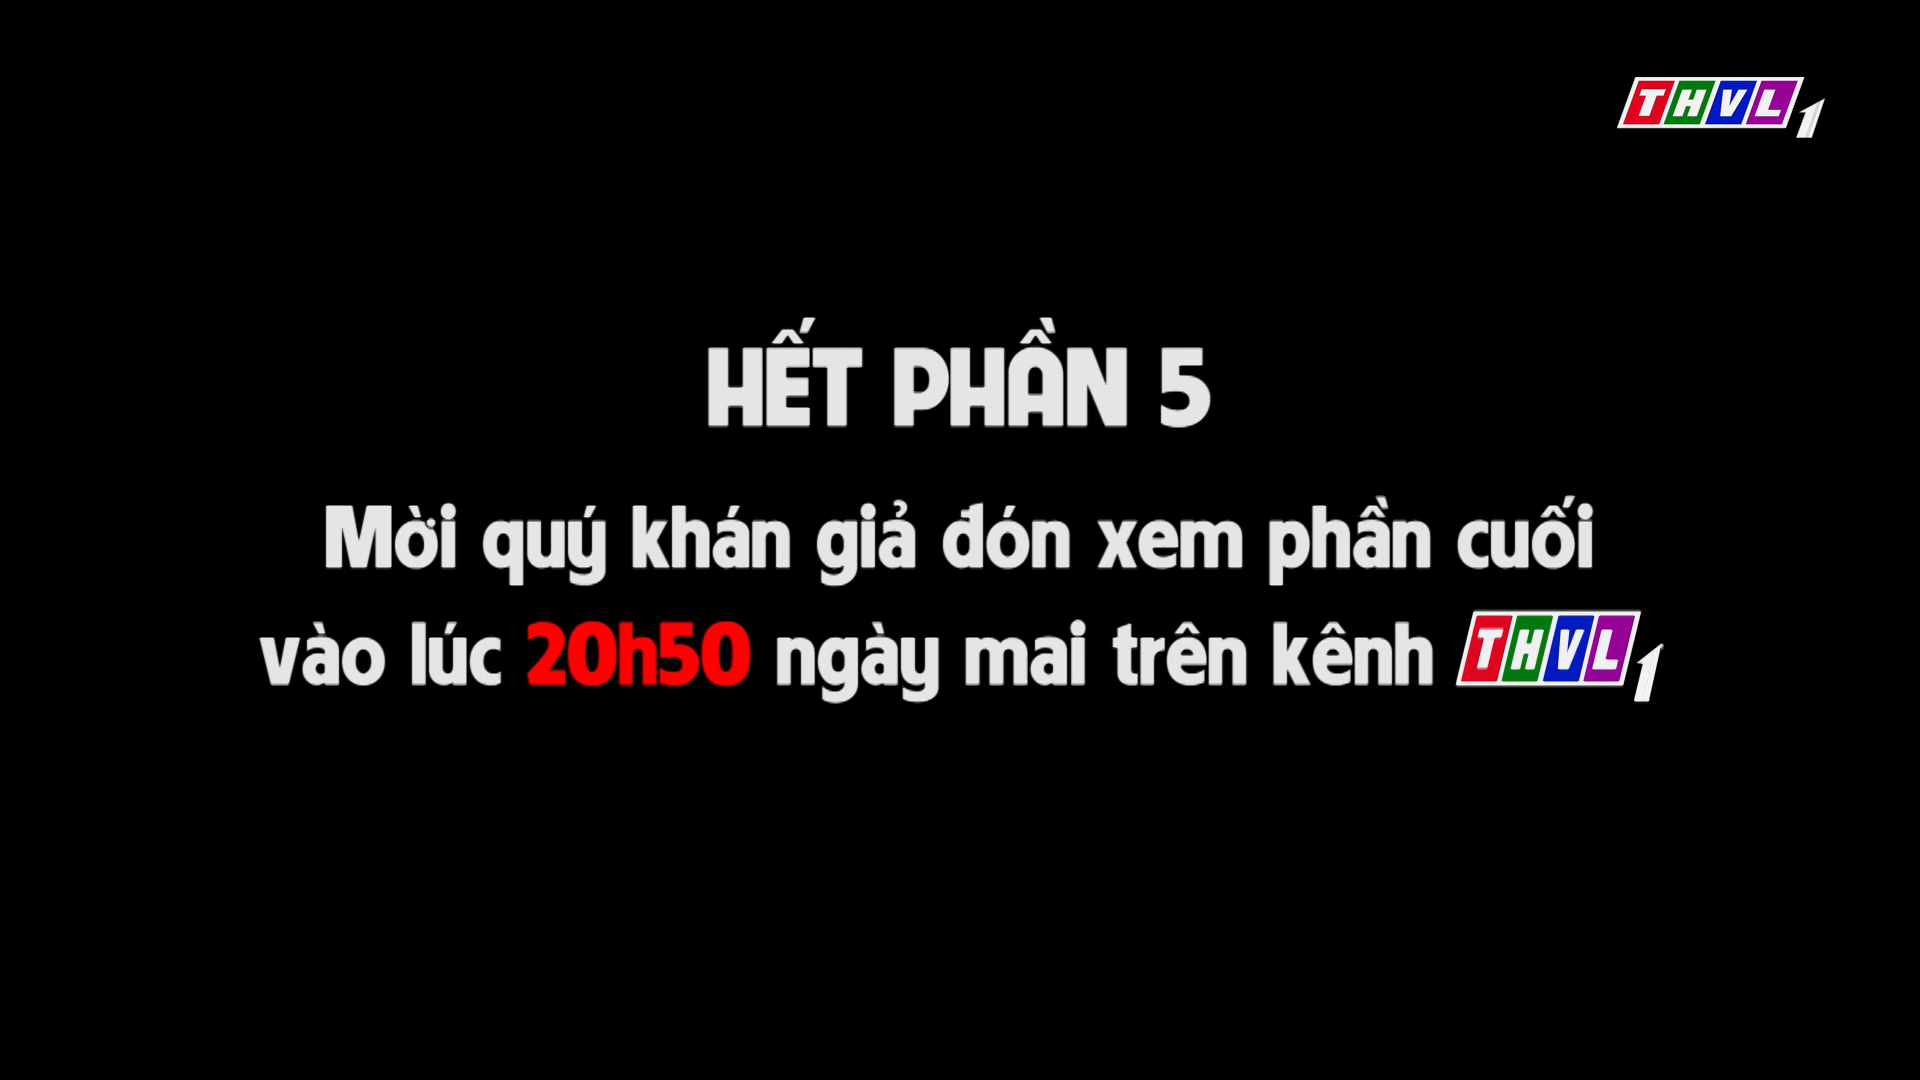 THVL1
HẾT PHẦN 5
Mời quý khán giả đón xem phần cuối
vào lúc 20h50 ngày mai trên kênh THVL1